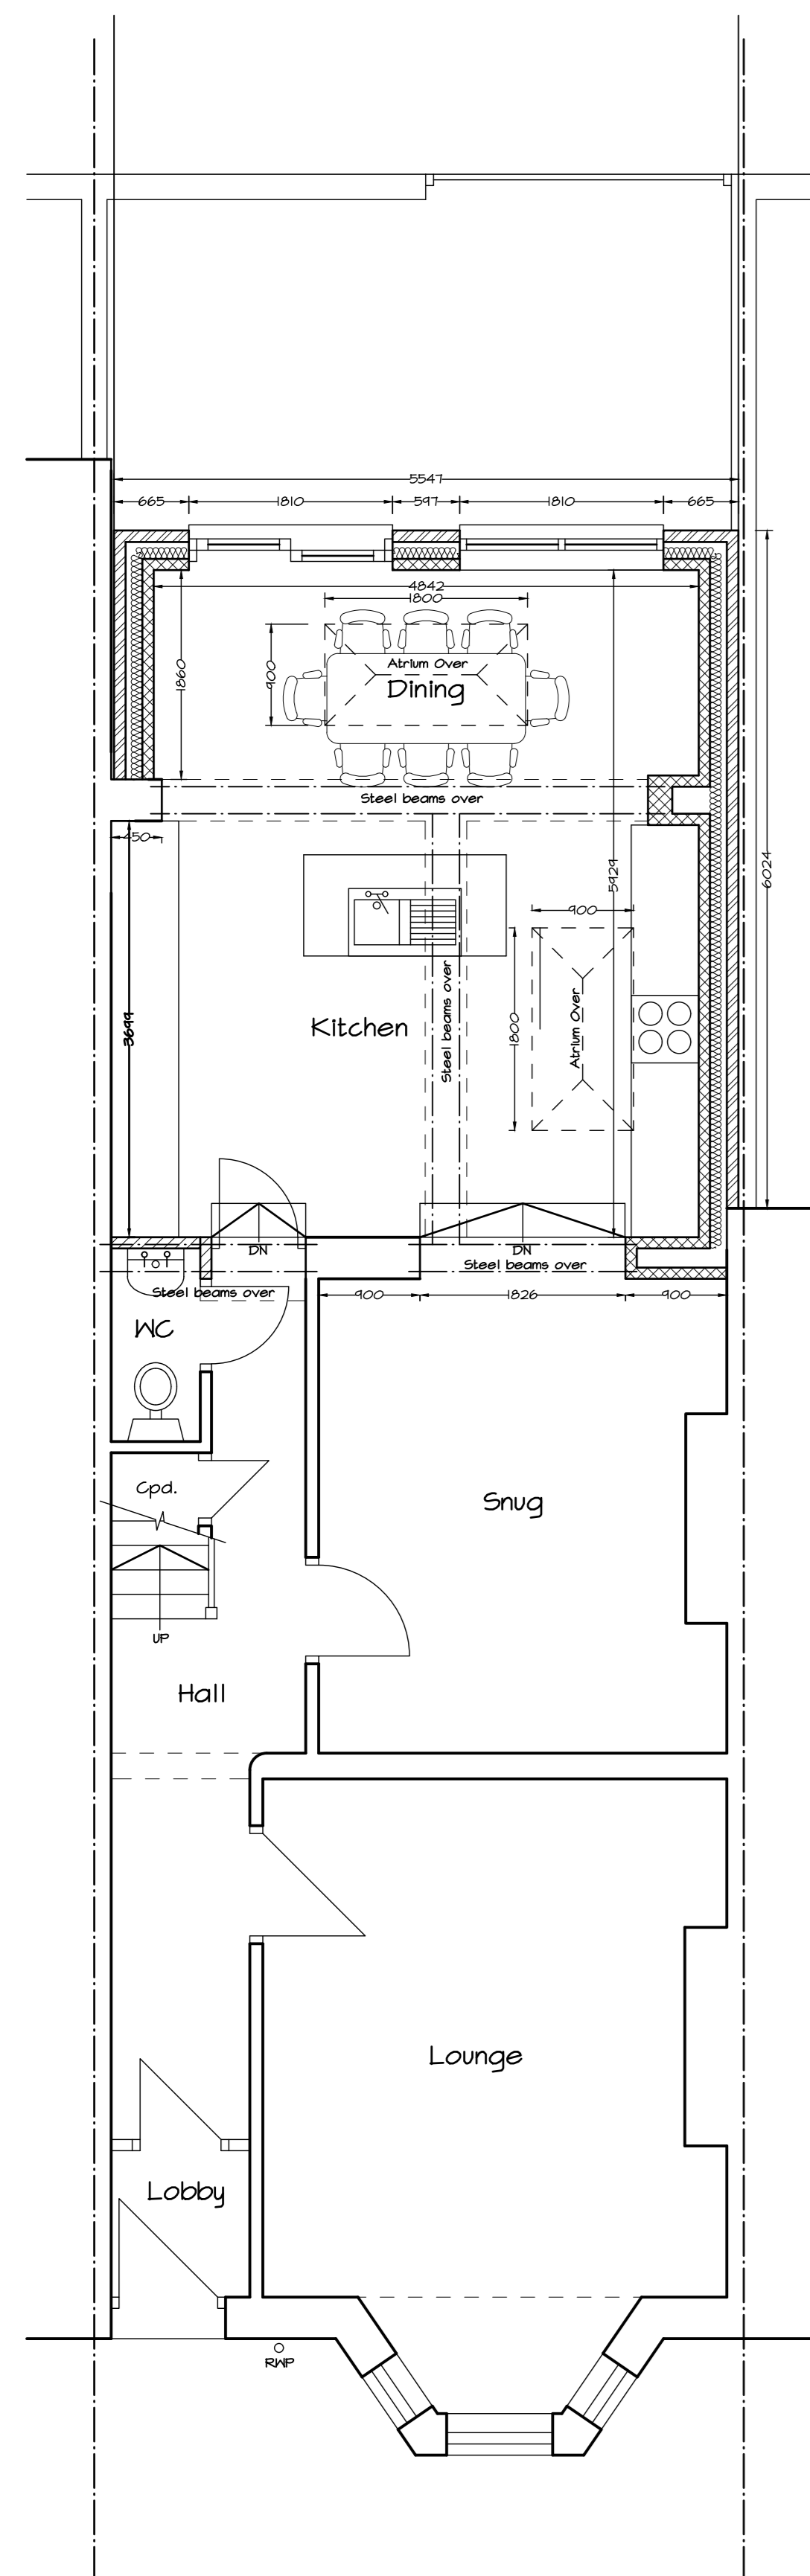 5547
665
1810
597
1810
665
4842
1800
1860
900
Atrium Over
Dining
Steel beams over
450
5929
6024
900
3699
Kitchen
Steel beams over
1800
Atrium Over
DN
DN
Steel beams over
Steel beams over
900
1826
900
WC
Cpd.
Snug
UP
Hall
Lounge
Lobby
RWP